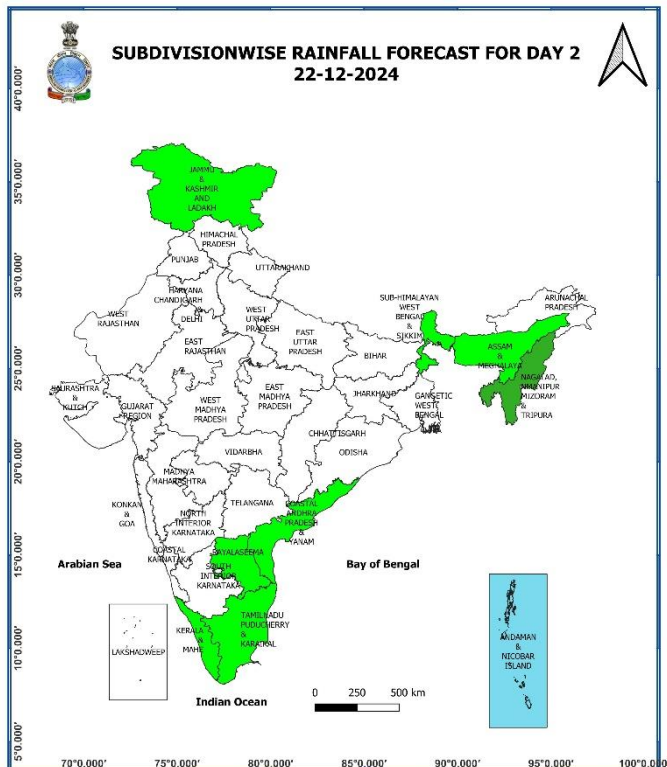 SUBDIVISIONWISE RAINFALL FORECAST FOR DAY 2
22-12-2024
40°0.000'
35°0.000'
30°0.000'
25°0.000'
20°0.000'
15°0.000'
10°0.000'
5°0.000'
JAMMU
&
KASHMIR
AND
LADAKH
HIMACHAL
PRADESH
PUNJAB
UTTARAKHAND
HARYANA
CHANDIGARH
&
DELHI
WEST
RAJASTHAN
WEST
UTTAR
PRADESH
EAST
RAJASTHAN
EAST
UTTAR
PRADESH
SUB-HIMALAYAN
WEST
BENGAL
&
SIKKIM
ARUNACHAL
PRADESH
ASSAM
&
MEGHALAYA
BIHAR
NAGALAD,
MIZORAM
&
TRIPURA
SAURASHTRA
&
KUTCH
GUJARAT
REGION
WEST
MADHYA
PRADESH
EAST
MADHYA
PRADESH
JHARKHAND
GANGETIC
WEST
BENGAL
CHHATTISGARH
ODISHA
VIDARBHA
MAHARASHTRA
KONKAN
&
GOA
TELANGANA
NORTH
INTERIOR
KARNATAKA
COASTAL
ANDHRA
PRADESH
&
YANAM
COASTAL
KARNATAKA
RAYALASEEMA
SOUTH
INTERIOR
KARNATAKA
Arabian Sea
Bay of Bengal
TAMILNADU
PUDUCHERRY
&
KARAIKAL
KERALA
&
MAHE
LAKSHADWEEP
ANDAMAN
&
NICOBAR
ISLAND
Indian Ocean
0 250 500 km
70°0.000' 75°0.000' 80°0.000' 85°0.000' 90°0.000' 95°0.000' 100°0.000'